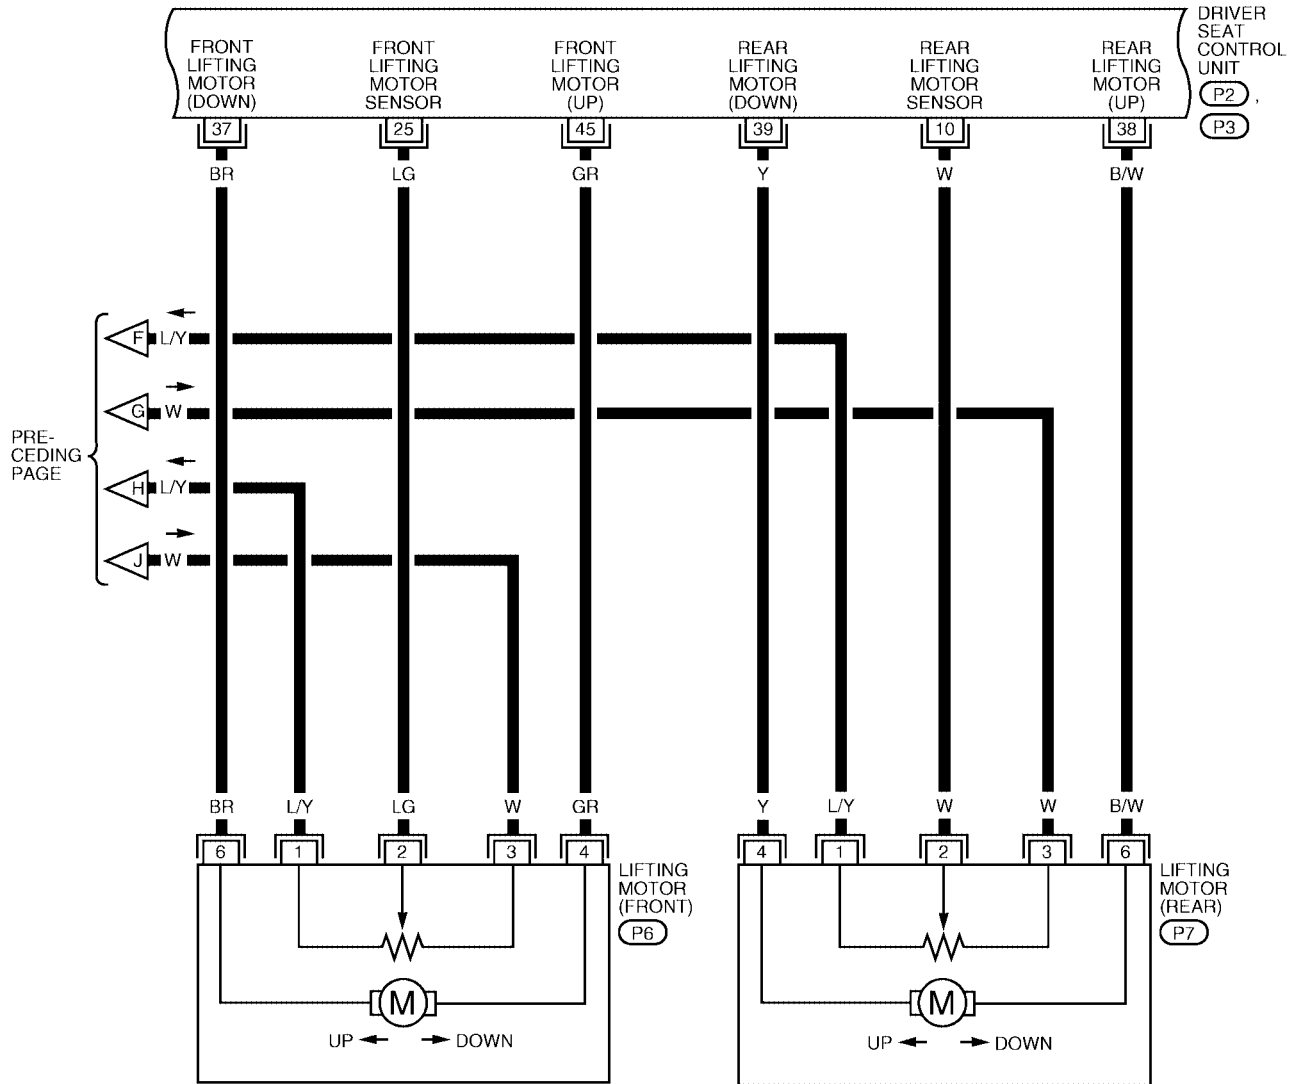 DRIVER
SEAT
CONTROL
UNIT
P2 ,
P3
FRONT
LIFTING
MOTOR
(DOWN)
FRONT
LIFTING
MOTOR
SENSOR
FRONT
LIFTING
MOTOR
(UP)
REAR
LIFTING
MOTOR
(DOWN)
REAR
LIFTING
MOTOR
SENSOR
REAR
LIFTING
MOTOR
(UP)
37 25 45 39 10 38
BR LG GR Y W B/W
PRE-
CEDING
PAGE
F L/Y
G W
H L/Y
J W
BR L/Y LG W GR Y L/Y W W B/W
6 1 2 3 4 4 1 2 3 6
LIFTING
MOTOR
(FRONT)
P6
M
UP DOWN
LIFTING
MOTOR
(REAR)
P7
M
UP DOWN